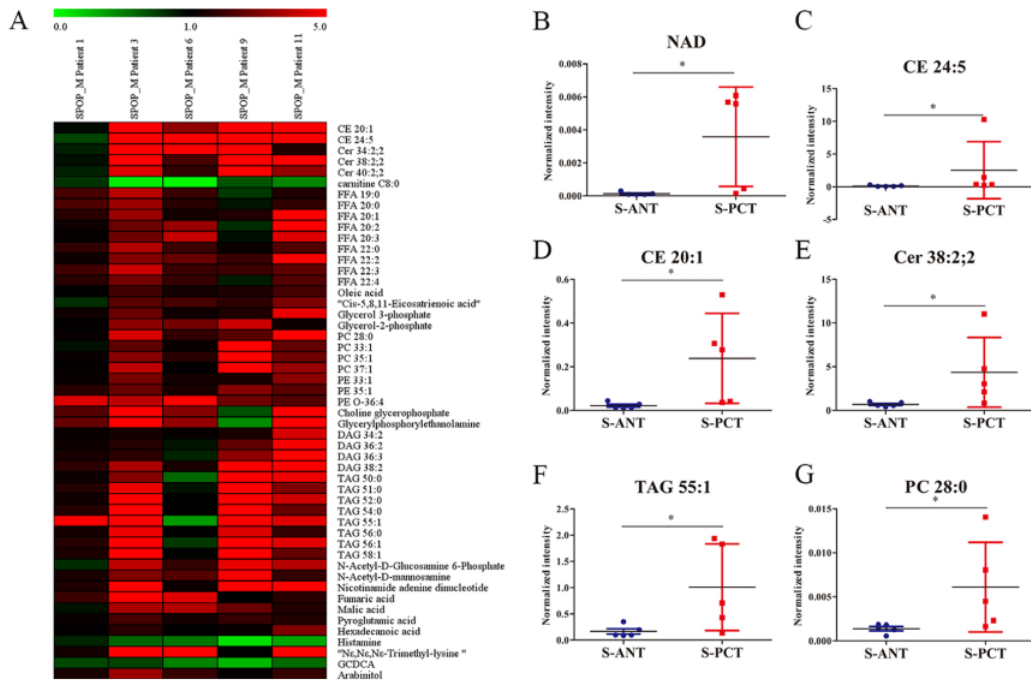 A
0.0
1.0
5.0
SPOP_M Patient 1
SPOP_M Patient 3
SPOP_M Patient 6
SPOP_M Patient 9
SPOP_M Patient 11
CE 20:1
CE 24:5
Cer 34:2;2
Cer 38:2;2
Cer 40:2;2
carnitine C8:0
FFA 19:0
FFA 20:0
FFA 20:1
FFA 20:2
FFA 20:3
FFA 22:0
FFA 22:2
FFA 22:3
FFA 22:4
Oleic acid
"Cis-5,8,11-Eicosatrienoic acid"
Glycerol 3-phosphate
Glycerol-2-phosphate
PC 28:0
PC 33:1
PC 35:1
PC 37:1
PE 33:1
PE 35:1
PE O-36:4
Choline glycerophosphate
Glycerylphosphorylethanolamine
DAG 34:2
DAG 36:2
DAG 36:3
DAG 38:2
TAG 50:0
TAG 51:0
TAG 52:0
TAG 54:0
TAG 55:1
TAG 56:0
TAG 56:1
TAG 58:1
N-Acetyl-D-Glucosamine 6-Phosphate
N-Acetyl-D-mannosamine
Nicotinamide adenine dinucleotide
Fumaric acid
Malic acid
Pyroglutamic acid
Hexadecanoic acid
Histamine
"Nε,Nε,Nε-Trimethyl-lysine "
GCDCA
Arabinitol
B
NAD
*
Normalized intensity
0.008
0.006
0.004
0.002
0.000
S-ANT
S-PCT
C
CE 24:5
*
Normalized intensity
15
10
5
0
-5
S-ANT
S-PCT
D
CE 20:1
*
Normalized intensity
0.6
0.4
0.2
0.0
S-ANT
S-PCT
E
Cer 38:2;2
*
Normalized intensity
15
10
5
0
S-ANT
S-PCT
F
TAG 55:1
*
Normalized intensity
2.5
2.0
1.5
1.0
0.5
0.0
S-ANT
S-PCT
G
PC 28:0
*
Normalized intensity
0.015
0.010
0.005
0.000
S-ANT
S-PCT